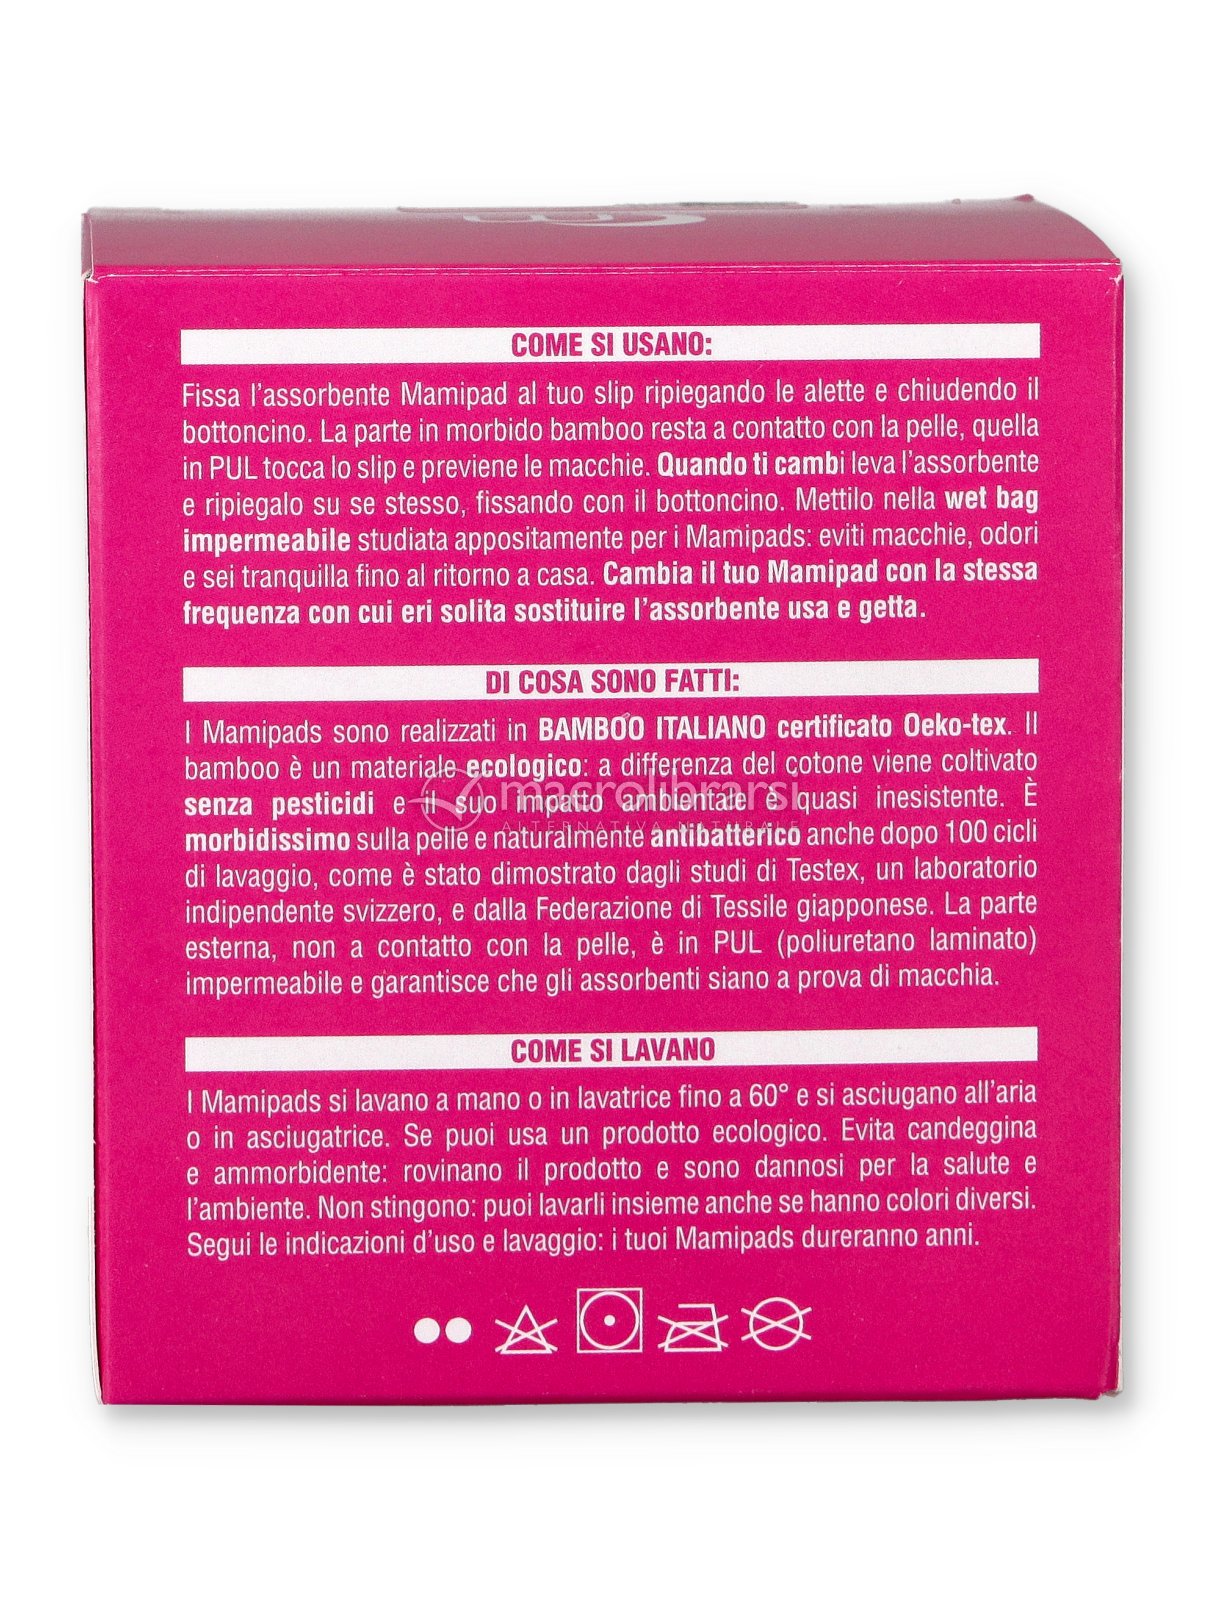 COME SI USANO:
Fissa l'assorbente Mamipad al tuo slip ripiegando le alette e chiudendo il
bottoncino. La parte in morbido bamboo resta a contatto con la pelle, quella
in PUL tocca lo slip e previene le macchie. Quando ti cambi leva l'assorbente
e ripiegalo su se stesso, fissando con il bottoncino. Mettilo nella wet bag
impermeabile studiata appositamente per i Mamipads: eviti macchie, odori
e sei tranquilla fino al ritorno a casa. Cambia il tuo Mamipad con la stessa
frequenza con cui eri solita sostituire l'assorbente usa e getta.
DI COSA SONO FATTI:
I Mamipads sono realizzati in BAMBOO ITALIANO certificato Oeko-tex. Il
bamboo è un materiale ecologico: a differenza del cotone viene coltivato
senza pesticidi e il suo impatto ambientale è quasi inesistente. È
morbidissimo sulla pelle e naturalmente antibatterico anche dopo 100 cicli
di lavaggio, come è stato dimostrato dagli studi di Testex, un laboratorio
indipendente svizzero, e dalla Federazione di Tessile giapponese. La parte
esterna, non a contatto con la pelle, è in PUL (poliuretano laminato)
impermeabile e garantisce che gli assorbenti siano a prova di macchia.
macrolibrarsi
ALTERNATIVA NATURALE
COME SI LAVANO
I Mamipads si lavano a mano o in lavatrice fino a 60° e si asciugano all'aria
o in asciugatrice. Se puoi usa un prodotto ecologico. Evita candeggina
e ammorbidente: rovinano il prodotto e sono dannosi per la salute e
l'ambiente. Non stingono: puoi lavarli insieme anche se hanno colori diversi.
Segui le indicazioni d'uso e lavaggio: i tuoi Mamipads dureranno anni.